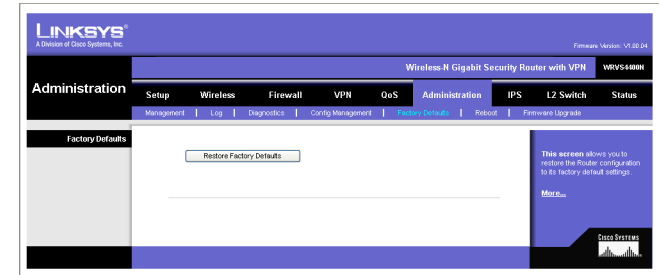 LINKSYS®
A Division of Cisco Systems, Inc.
Firmware Version: V1.00.04
Wireless-N Gigabit Security Router with VPN WRVS4400N
Administration
Setup Wireless Firewall VPN QoS Administration IPS L2 Switch Status
Management | Log | Diagnostics | Config Management | Factory Defaults | Reboot | Firmware Upgrade
Factory Defaults
Restore Factory Defaults
This screen allows you to
restore the Router configuration
to its factory default settings.
More...
CISCO SYSTEMS